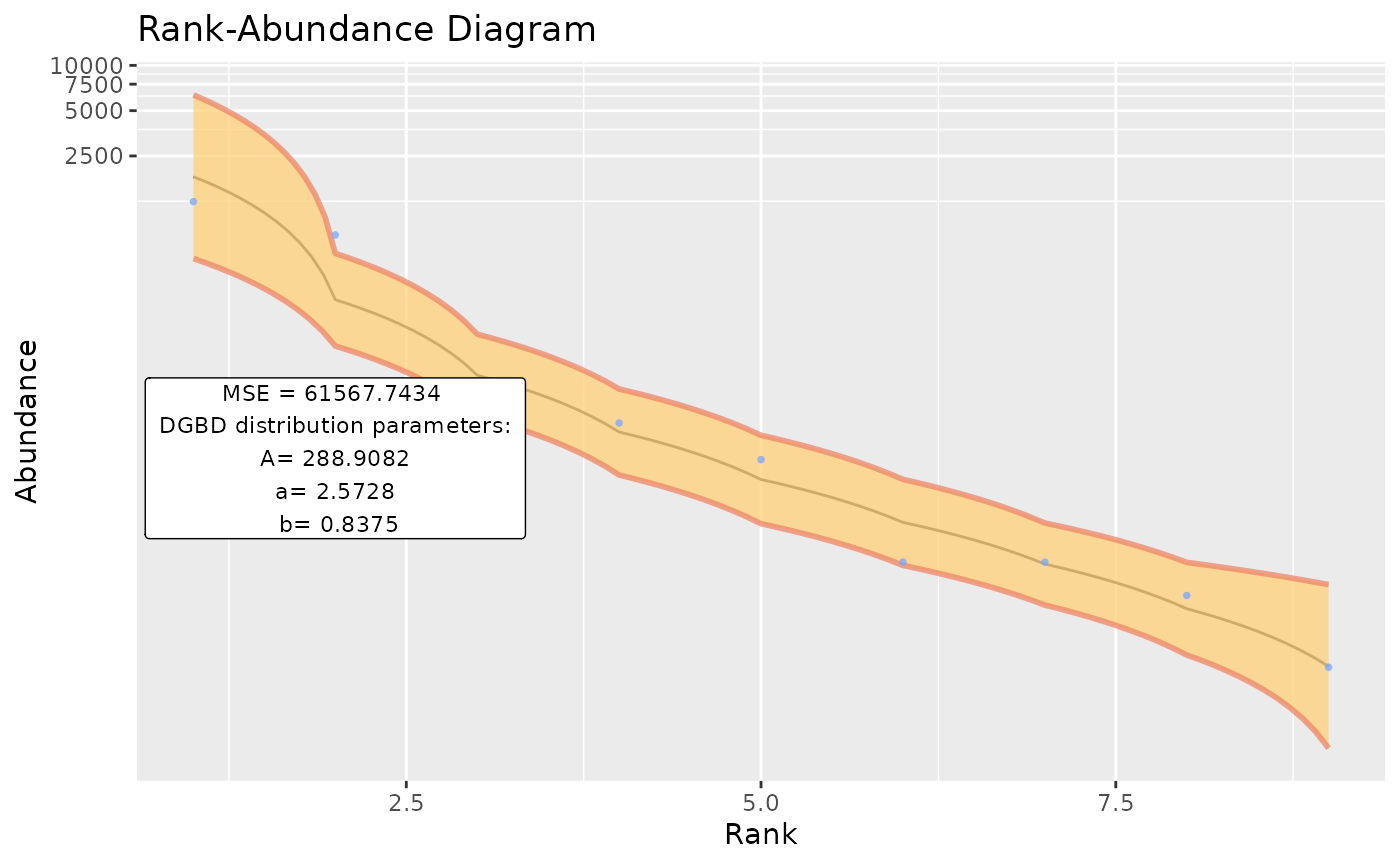 Rank-Abundance Diagram
10000
7500
5000
2500
Abundance
MSE = 61567.7434
DGBD distribution parameters:
A= 288.9082
a= 2.5728
b= 0.8375
2.5 5.0 7.5
Rank